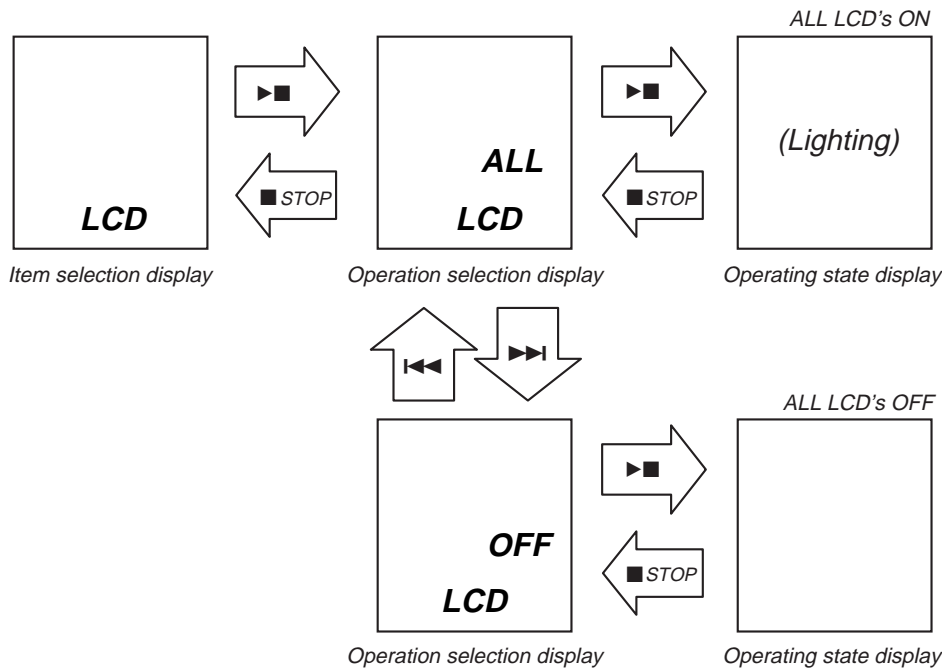 ALL LCD's ON
(Lighting)
ALL
■ STOP
■ STOP
LCD
LCD
Item selection display
Operation selection display
Operating state display
ALL LCD's OFF
OFF
■ STOP
LCD
Operation selection display
Operating state display